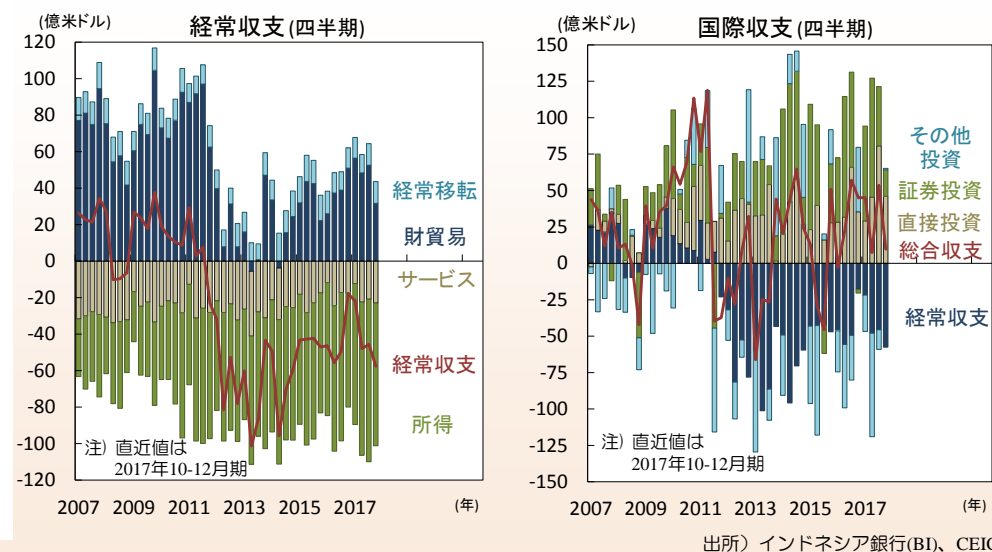 経常収支(四半期)
(億米ドル)
120
100
80
60
40
20
0
-20
-40
-60
-80
-100
-120
経常移転
財貿易
サービス
経常収支
所得
注) 直近値は
2017年10-12月期
2007 2009 2011 2013 2015 2017
(年)
国際収支(四半期)
(億米ドル)
150
100
50
0
-50
-100
-150
その他
投資
証券投資
直接投資
総合収支
経常収支
注) 直近値は
2017年10-12月期
2007 2009 2011 2013 2015 2017
(年)
出所）インドネシア銀行(BI)、CEIC